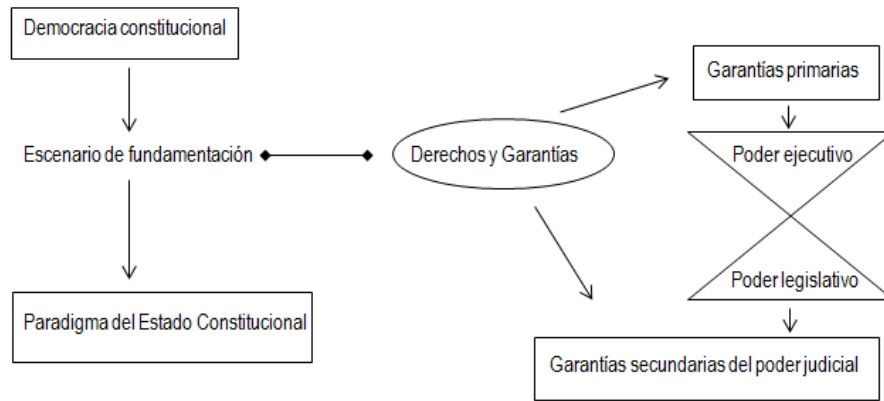 Democracia constitucional
Escenario de fundamentación
Paradigma del Estado Constitucional
Derechos y Garantías
Garantías primarias
Poder ejecutivo
Poder legislativo
Garantías secundarias del poder judicial